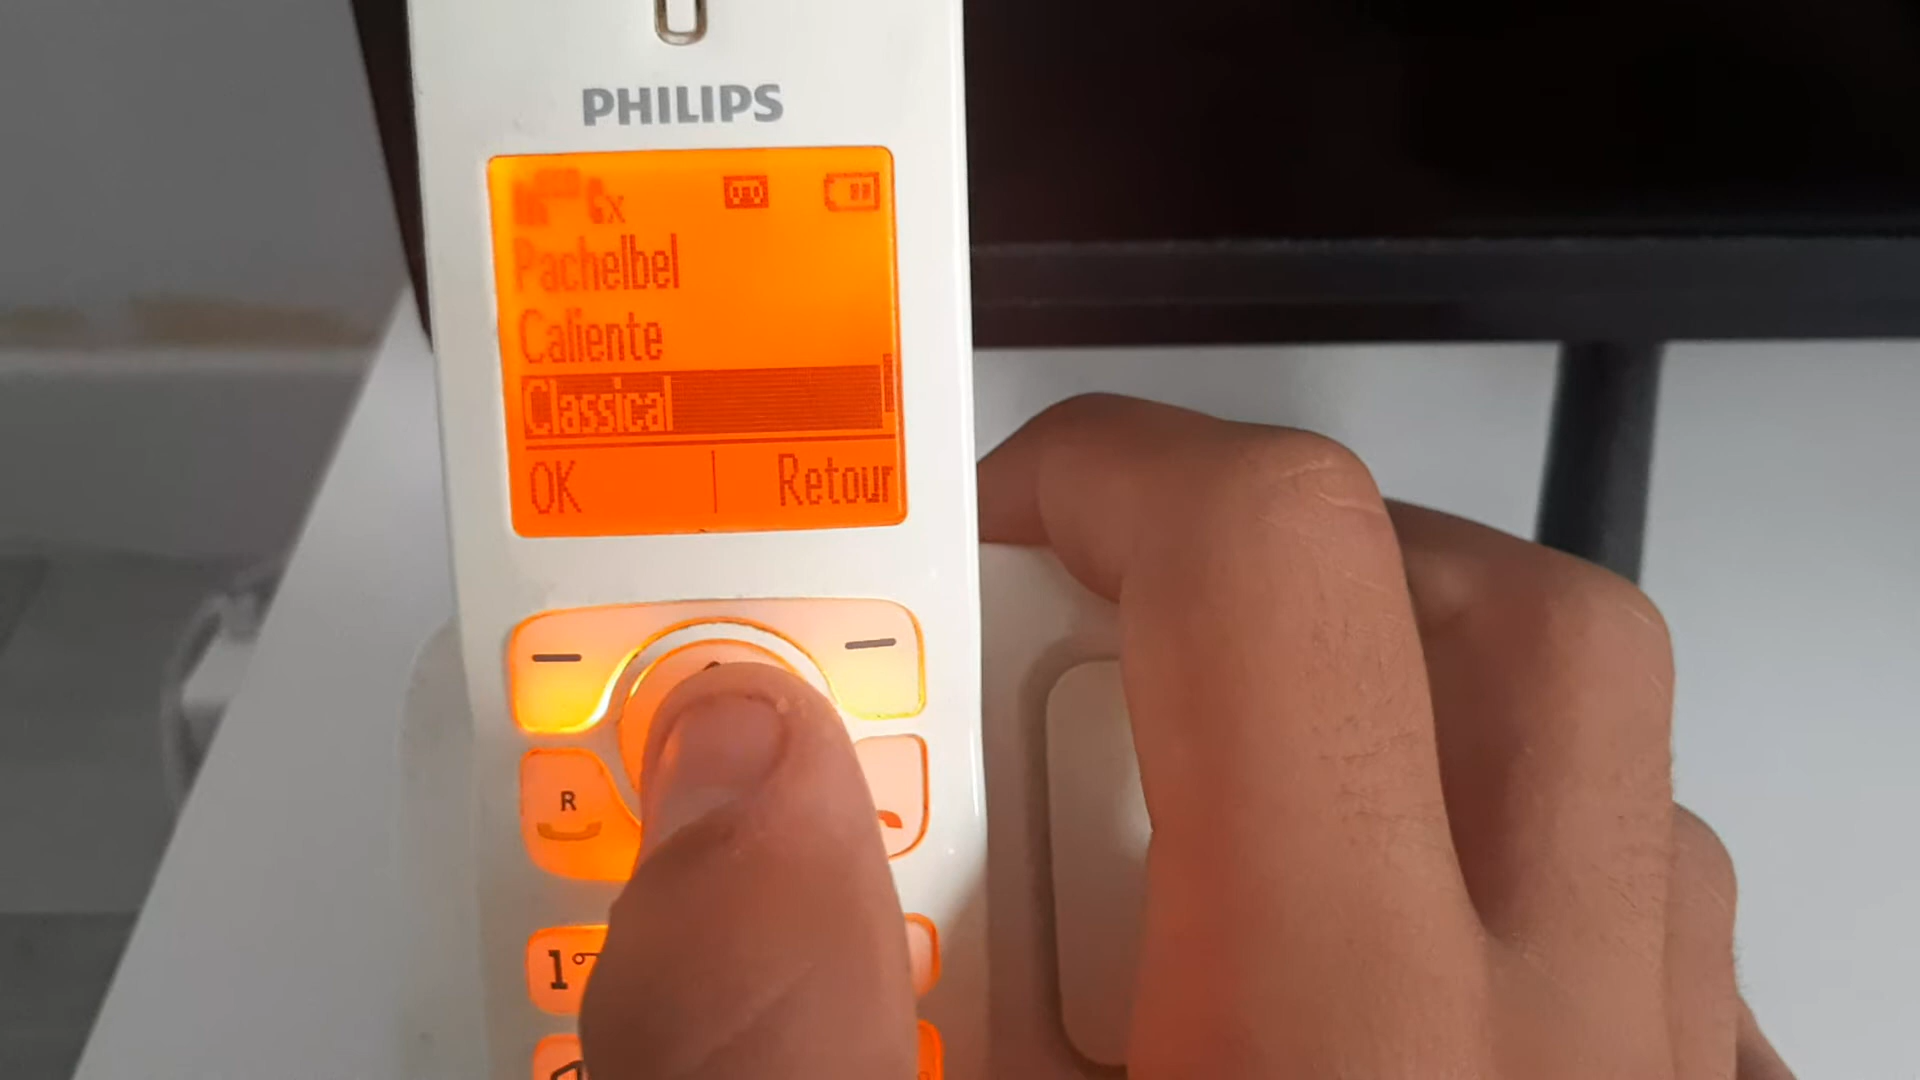 PHILIPS
Pachelbel
Caliente
Classical
OK Retour
R
1